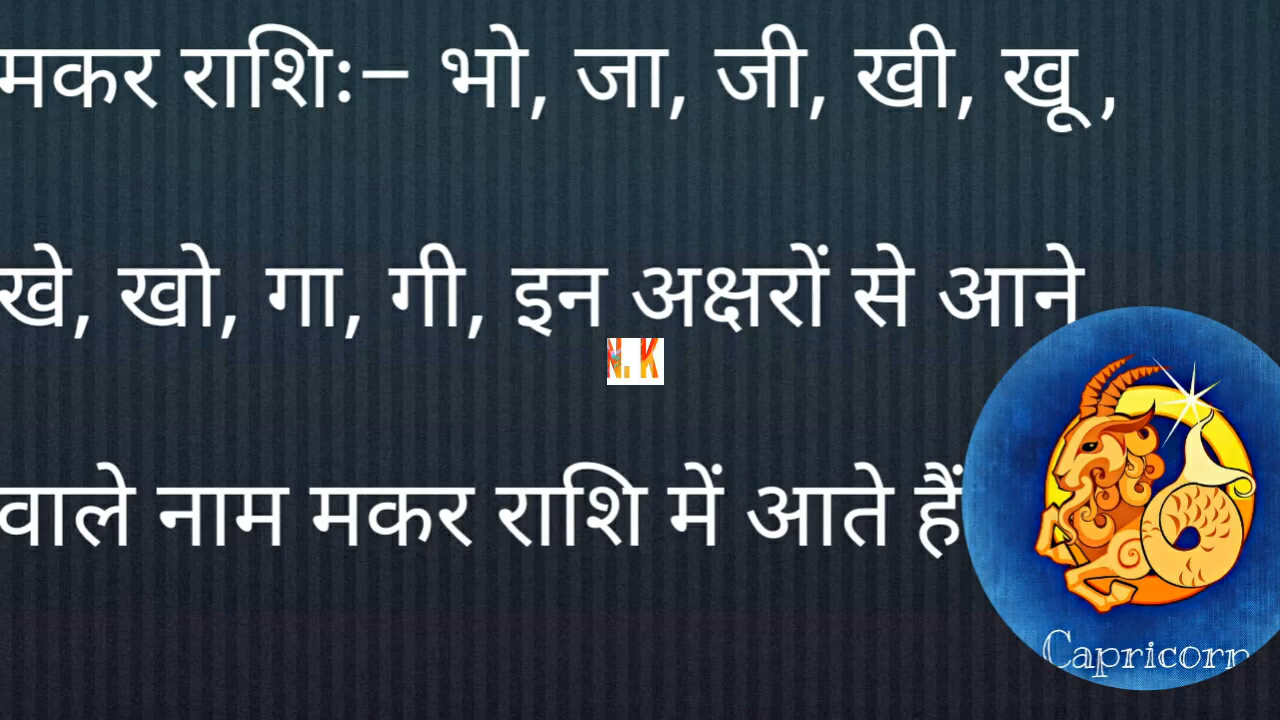 मकर राशिः– भो, जा, जी, खी, खू ,
खे, खो, गा, गी, इन अक्षरों से आने
N. K
वाले नाम मकर राशि में आते हैं
Capricorn